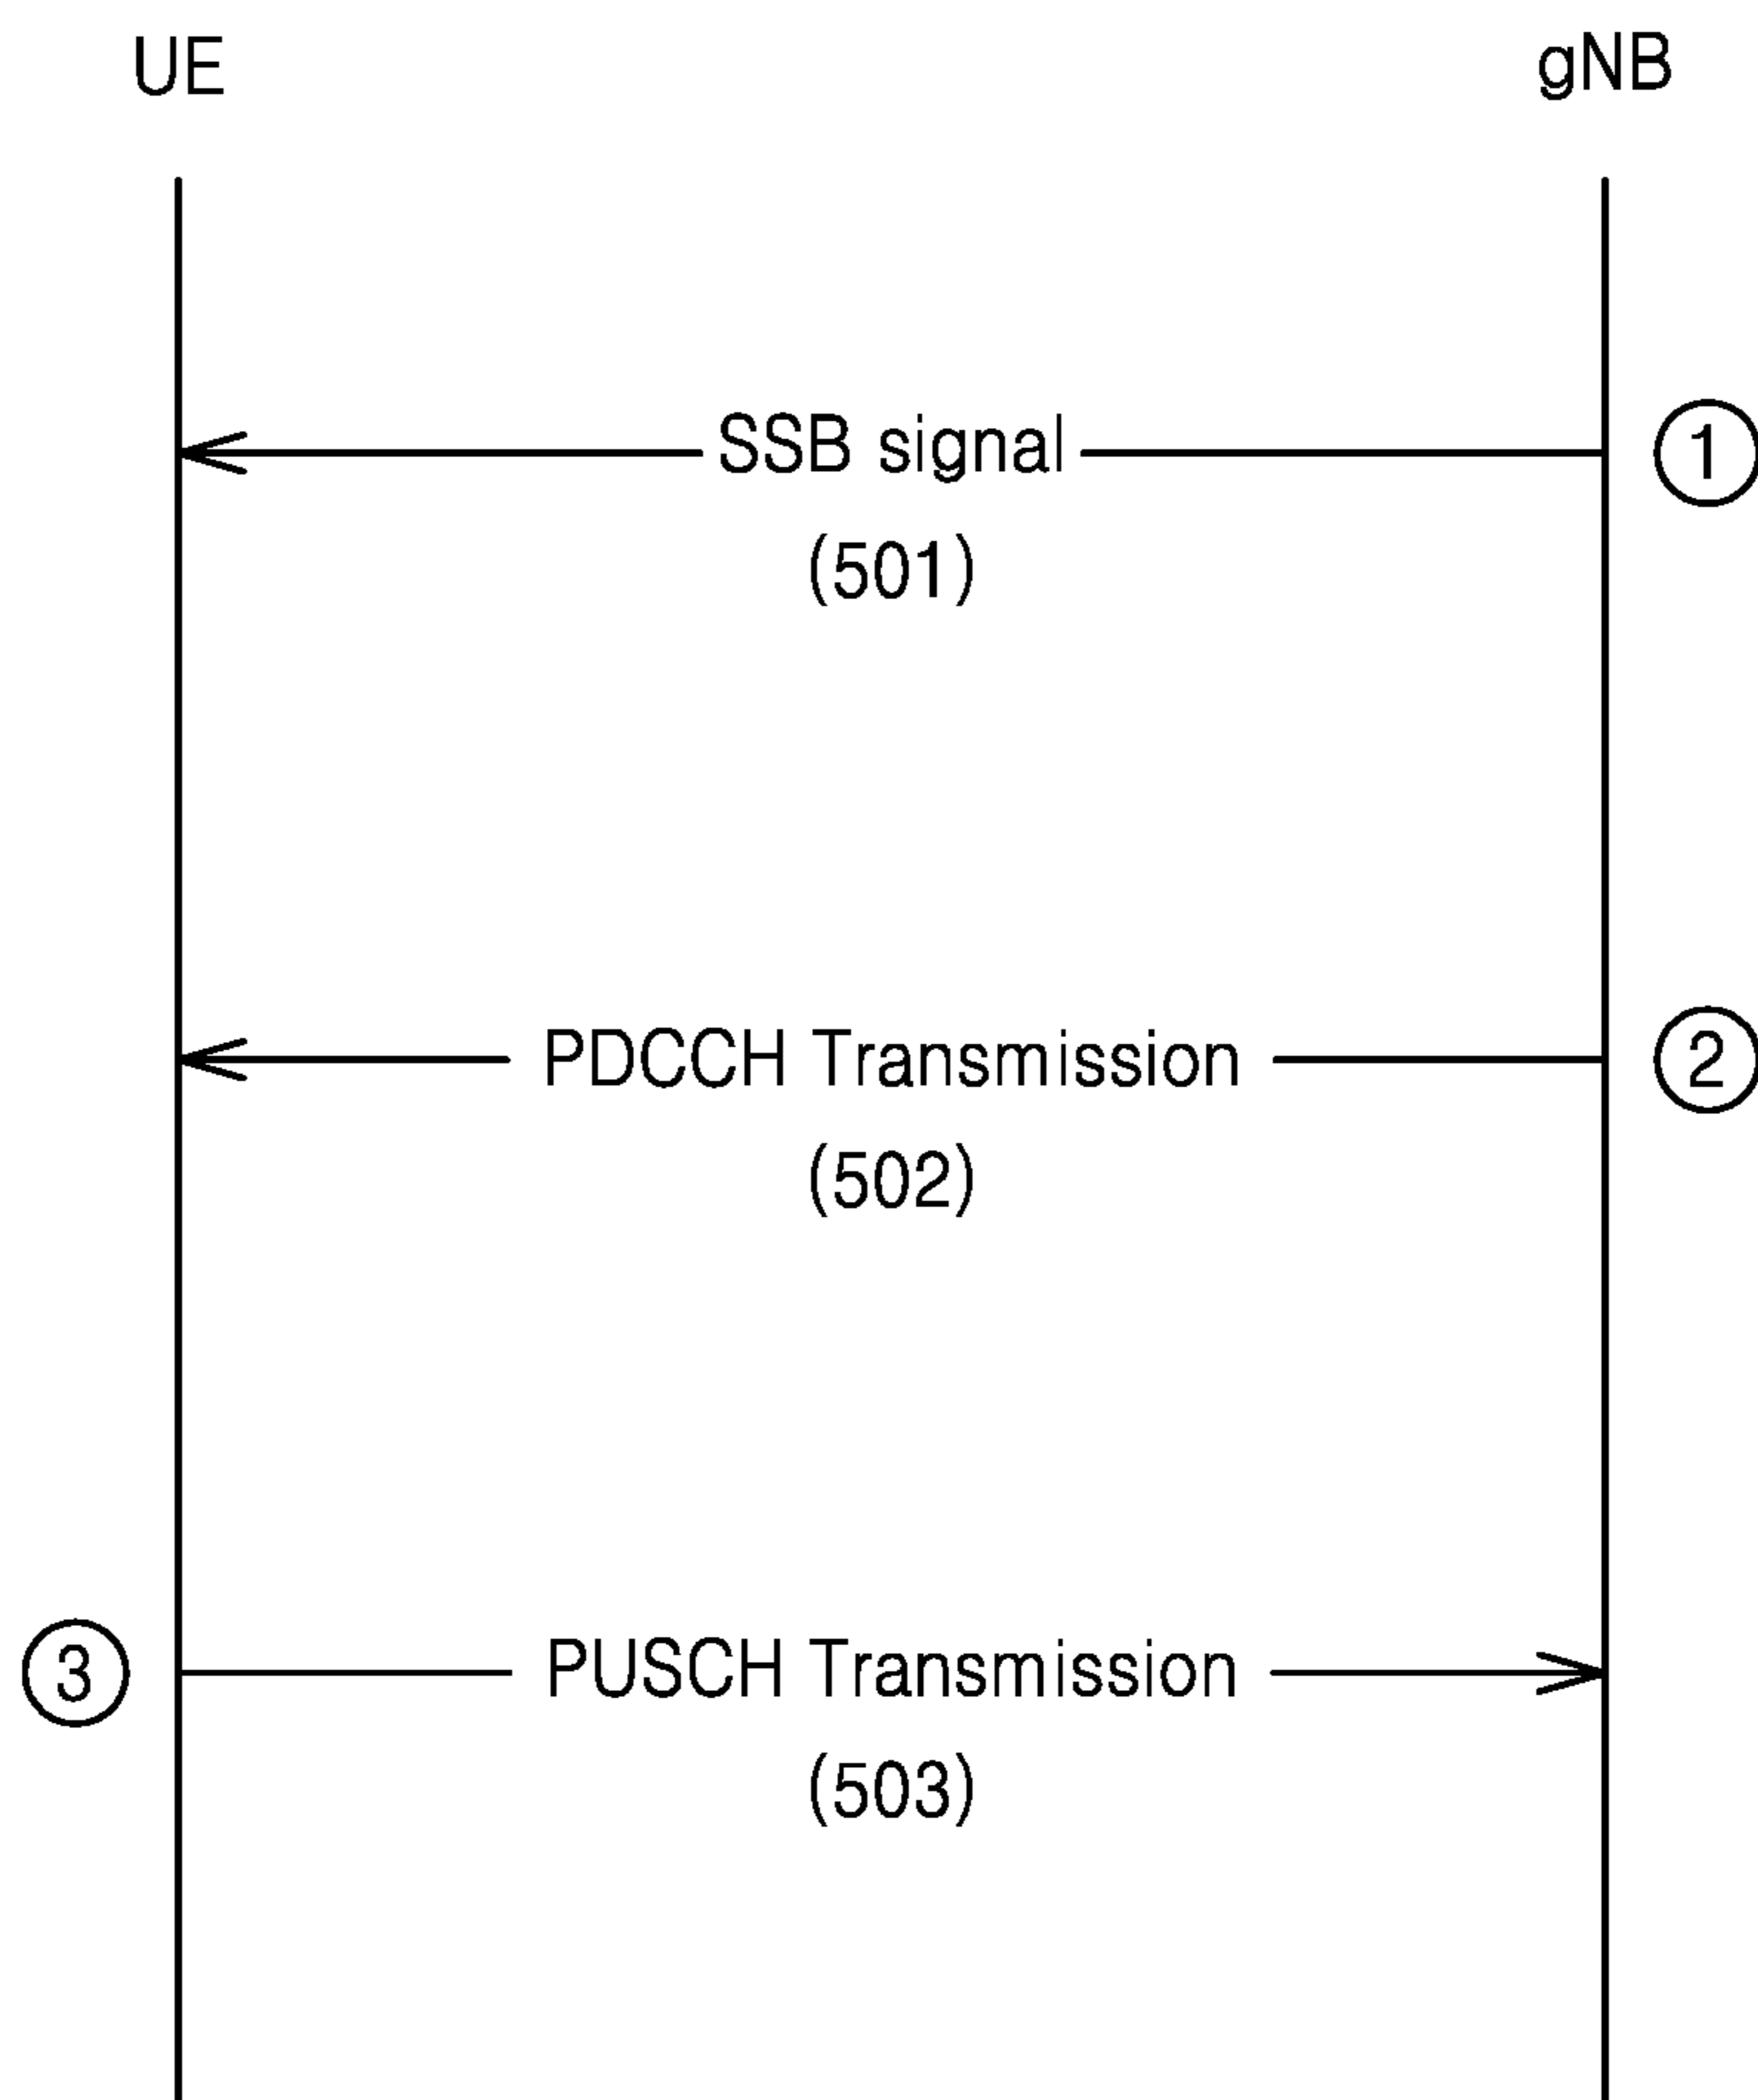 UE gNB
SSB signal ①
(501)
PDCCH Transmission ②
(502)
③ PUSCH Transmission
(503)